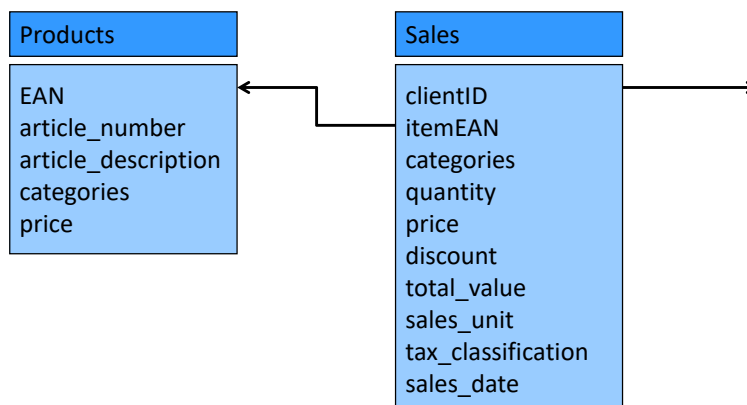 Products
EAN
article_number
article_description
categories
price
Sales
clientID
itemEAN
categories
quantity
price
discount
total_value
sales_unit
tax_classification
sales_date